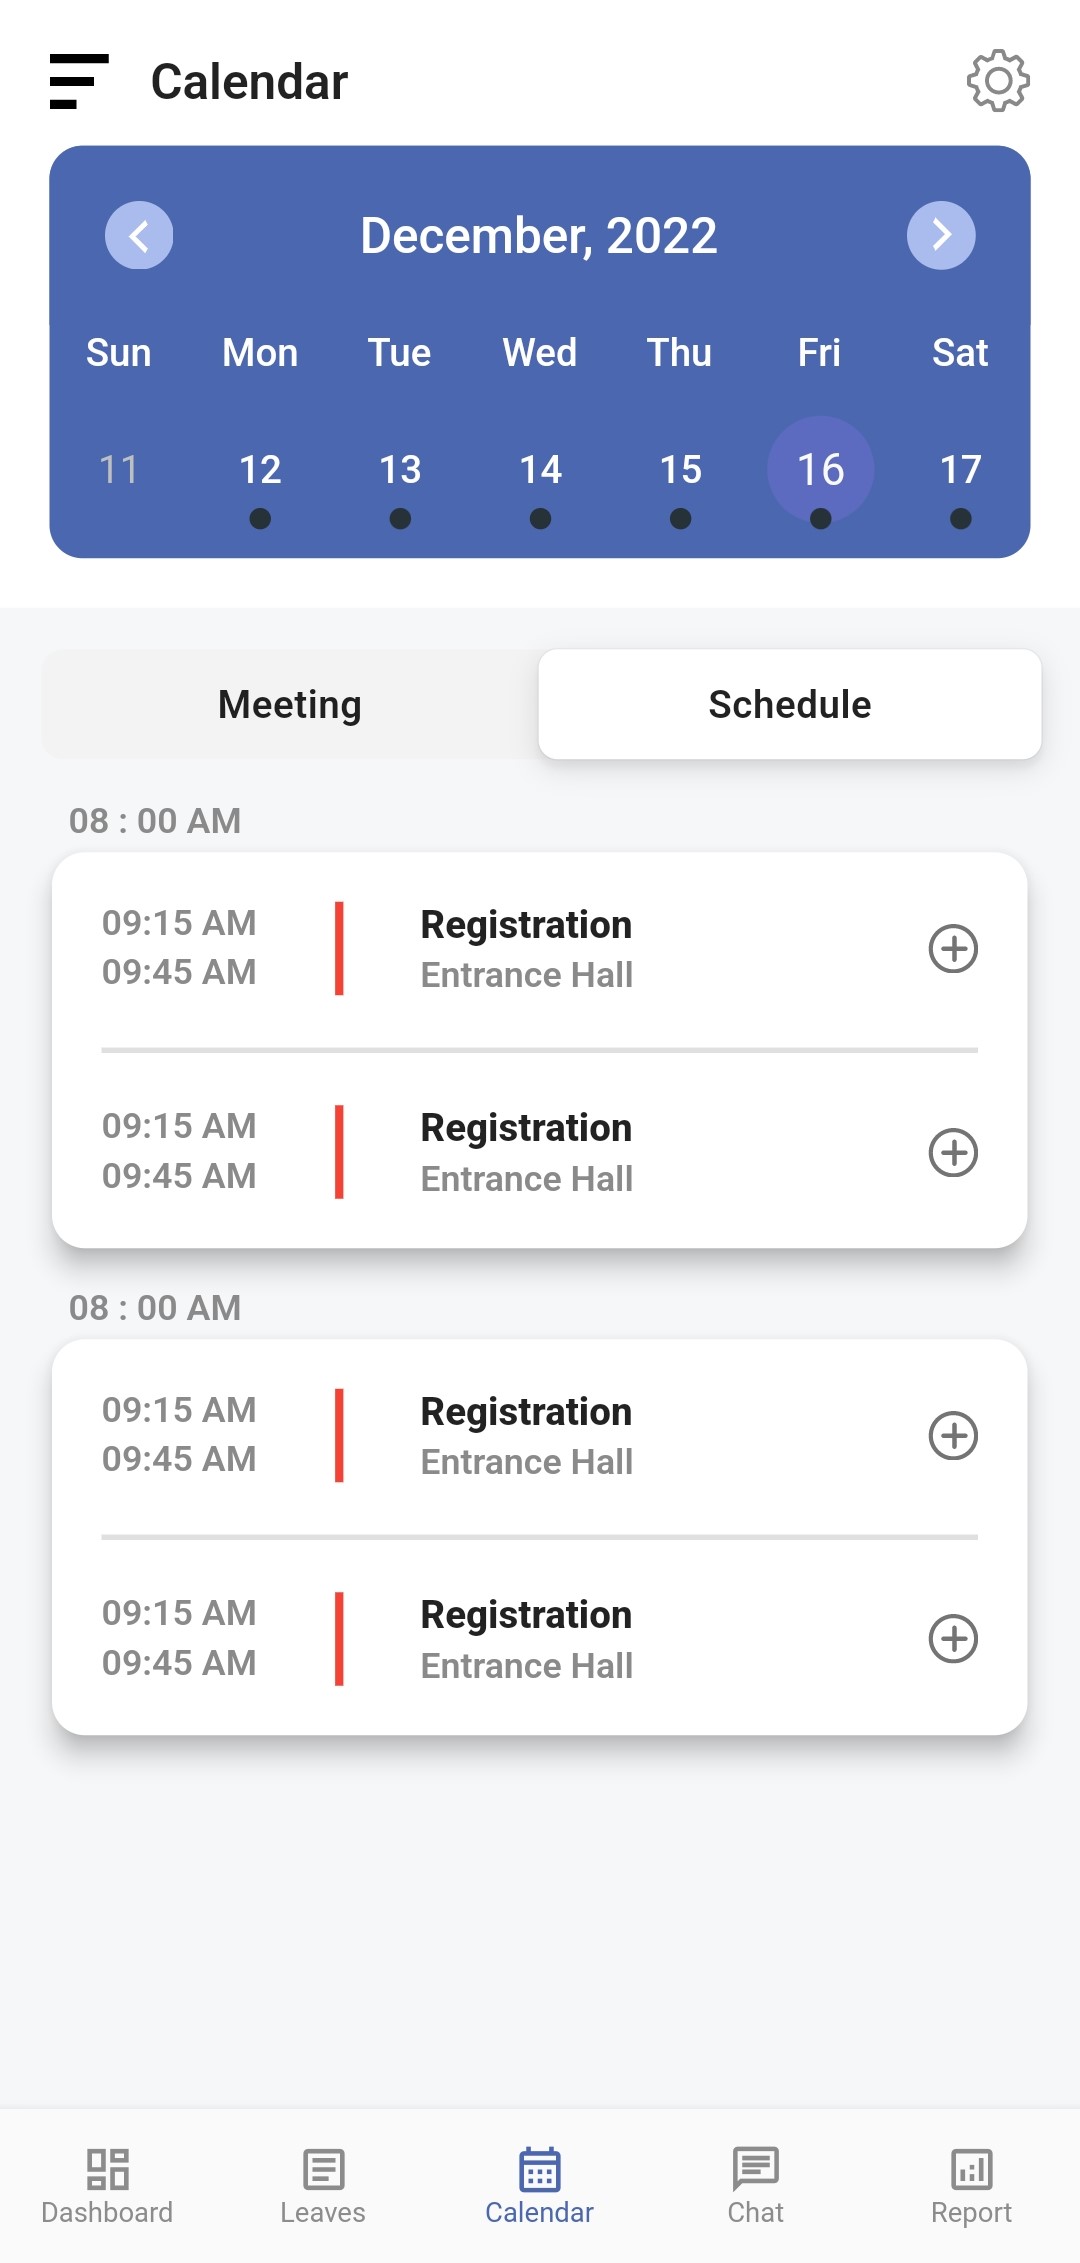 Calendar
December, 2022
Sun Mon Tue Wed Thu Fri Sat
11 12 13 14 15 16 17
Meeting Schedule
08 : 00 AM
09:15 AM Registration
09:45 AM Entrance Hall
09:15 AM Registration
09:45 AM Entrance Hall
08 : 00 AM
09:15 AM Registration
09:45 AM Entrance Hall
09:15 AM Registration
09:45 AM Entrance Hall
Dashboard Leaves Calendar Chat Report